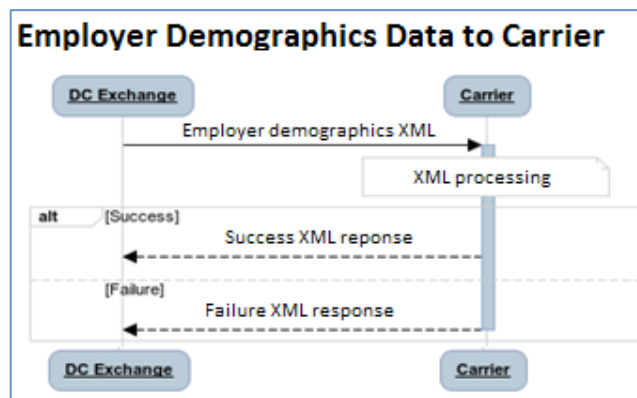 Employer Demographics Data to Carrier
DC Exchange
Carrier
Employer demographics XML
XML processing
alt
[Success]
Success XML reponse
[Failure]
Failure XML response
DC Exchange
Carrier